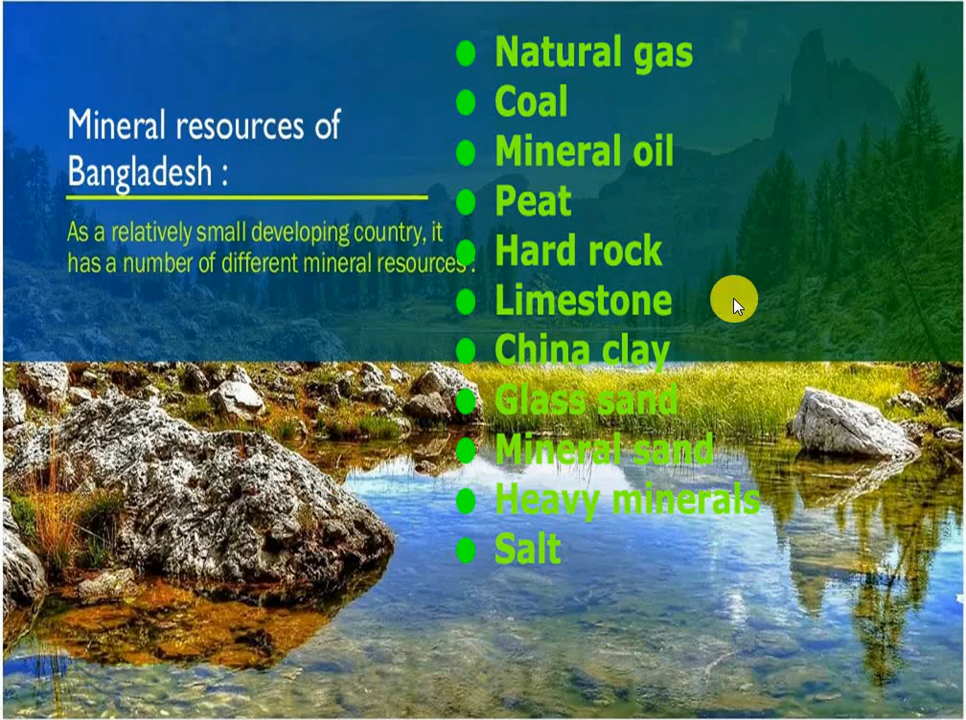 Mineral resources of
Bangladesh :
As a relatively small developing country, it
has a number of different mineral resources .
Natural gas
Coal
Mineral oil
Peat
Hard rock
Limestone
China clay
Glass sand
Mineral sand
Heavy minerals
Salt